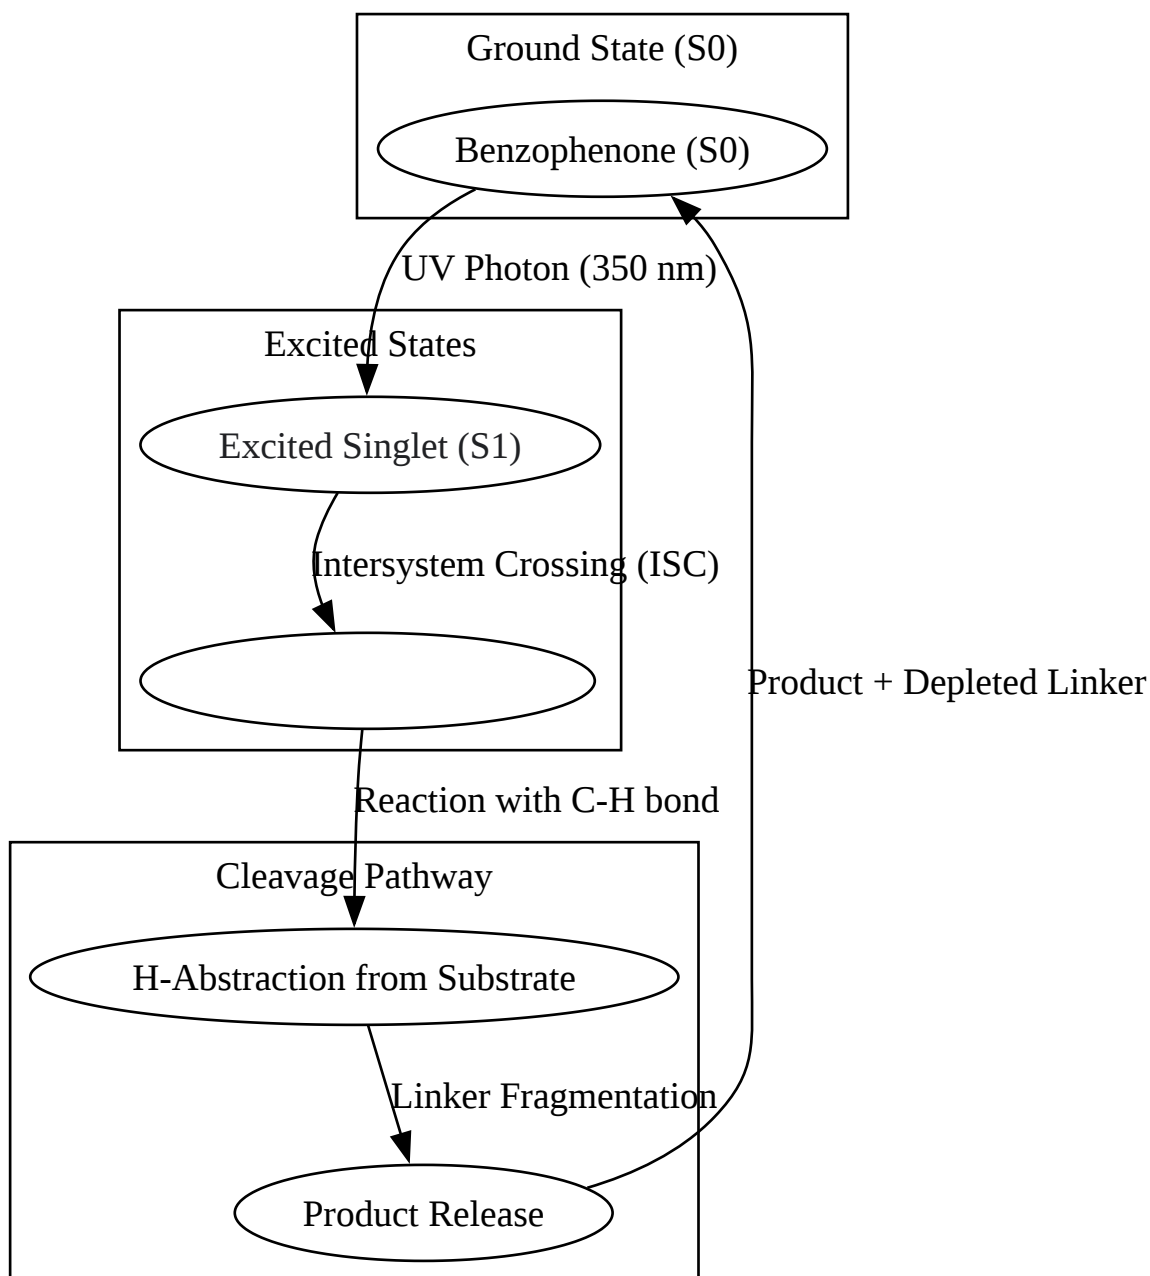 Ground State (S0)
Benzophenone (S0)
UV Photon (350 nm)
Excited States
Excited Singlet (S1)
Intersystem Crossing (ISC)
Product + Depleted Linker
Reaction with C-H bond
Cleavage Pathway
H-Abstraction from Substrate
Linker Fragmentation
Product Release